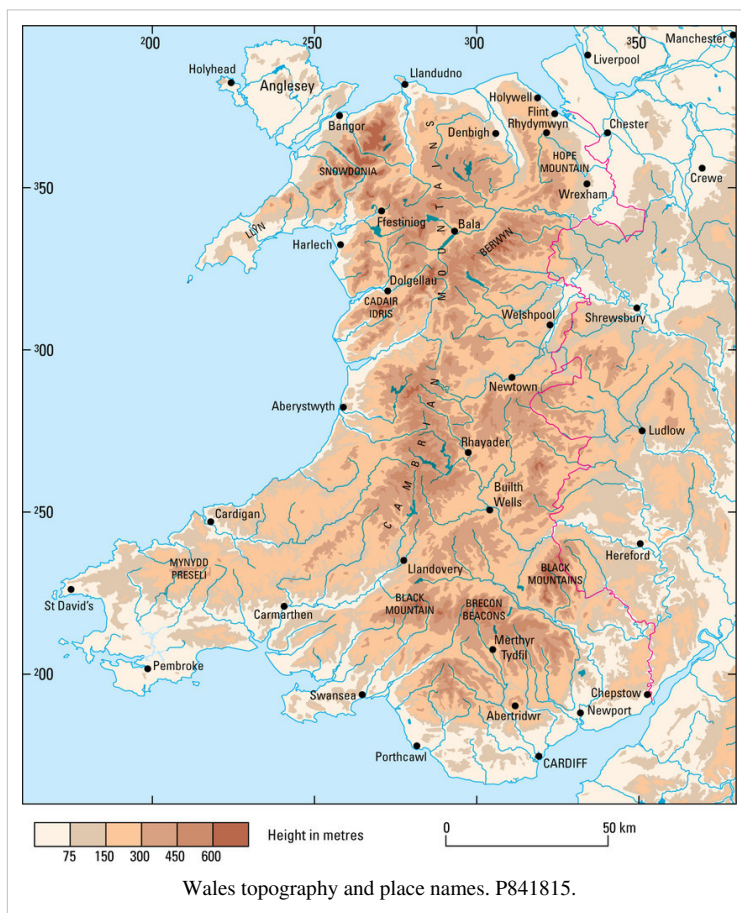 200 250 300 350
Manchester
Liverpool
Holyhead
Llandudno
Anglesey
Holywell
Flint
Bangor
Rhydymwyn
Chester
Denbigh
HOPE
MOUNTAIN
SNOWDONIA
Crewe
350
Wrexham
Ffestiniog
Bala
LLYN
Harlech
BERWYN
Dolgellau
CADAIR
IDRIS
Welshpool
Shrewsbury
300
CAMBRIAN MOUNTAINS
Newtown
Aberystwyth
Ludlow
Rhayader
Builth
Wells
250
Cardigan
Hereford
MYNYDD
PRESELI
Llandovery
BLACK
MOUNTAINS
St David's
BLACK
MOUNTAIN
BRECON
BEACONS
Carmarthen
Merthyr
Tydfil
200
Pembroke
Swansea
Chepstow
Abertridwr
Newport
Porthcawl
CARDIFF
Height in metres
75 150 300 450 600
0 50 km
Wales topography and place names. P841815.